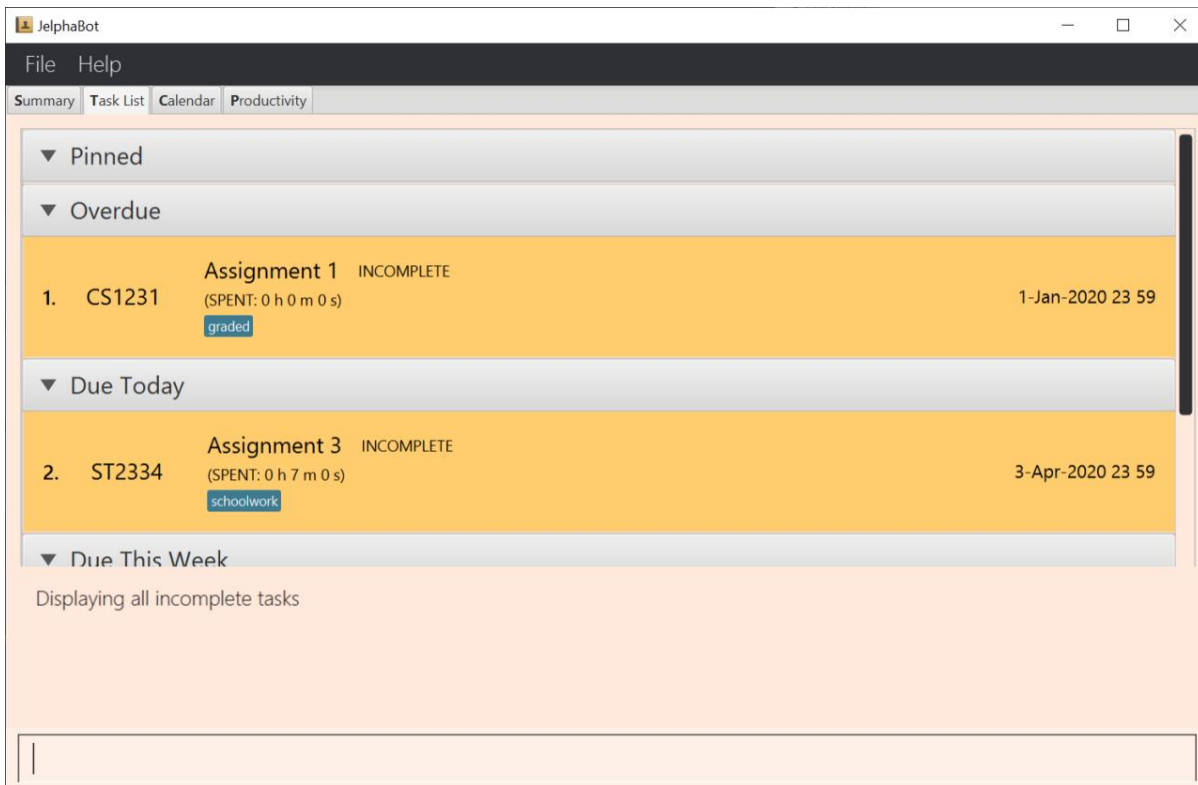 JelphaBot
File Help
Summary Task List Calendar Productivity
Pinned
Overdue
Assignment 1 INCOMPLETE
1. CS1231 (SPENT: 0 h 0 m 0 s) 1-Jan-2020 23 59
graded
Due Today
Assignment 3 INCOMPLETE
2. ST2334 (SPENT: 0 h 7 m 0 s) 3-Apr-2020 23 59
schoolwork
Due This Week
Displaying all incomplete tasks